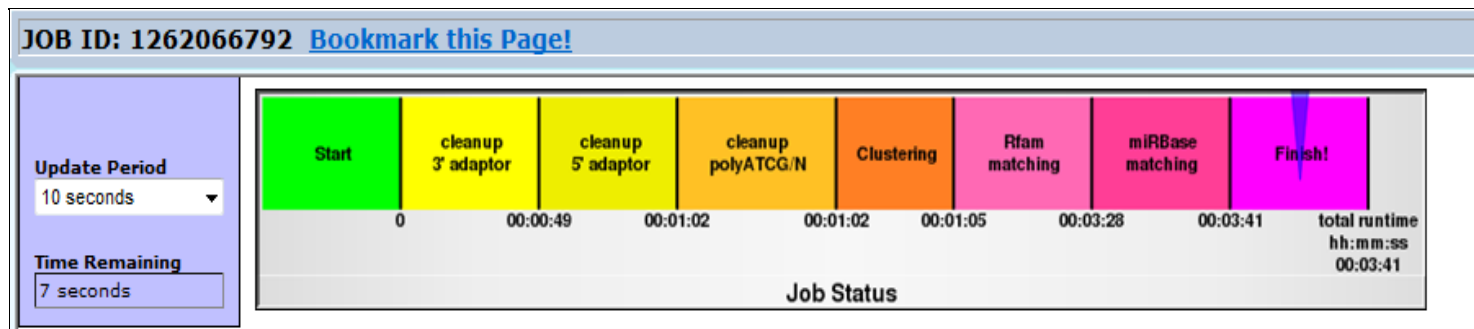 JOB ID: 1262066792 Bookmark this Page!
Update Period
10 seconds
Time Remaining
7 seconds
Start
cleanup
3' adaptor
cleanup
5' adaptor
cleanup
polyATCG/N
Clustering
Rfam
matching
miRBase
matching
Finish!
0 00:00:49 00:01:02 00:01:02 00:01:05 00:03:28 00:03:41 total runtime
hh:mm:ss
00:03:41
Job Status